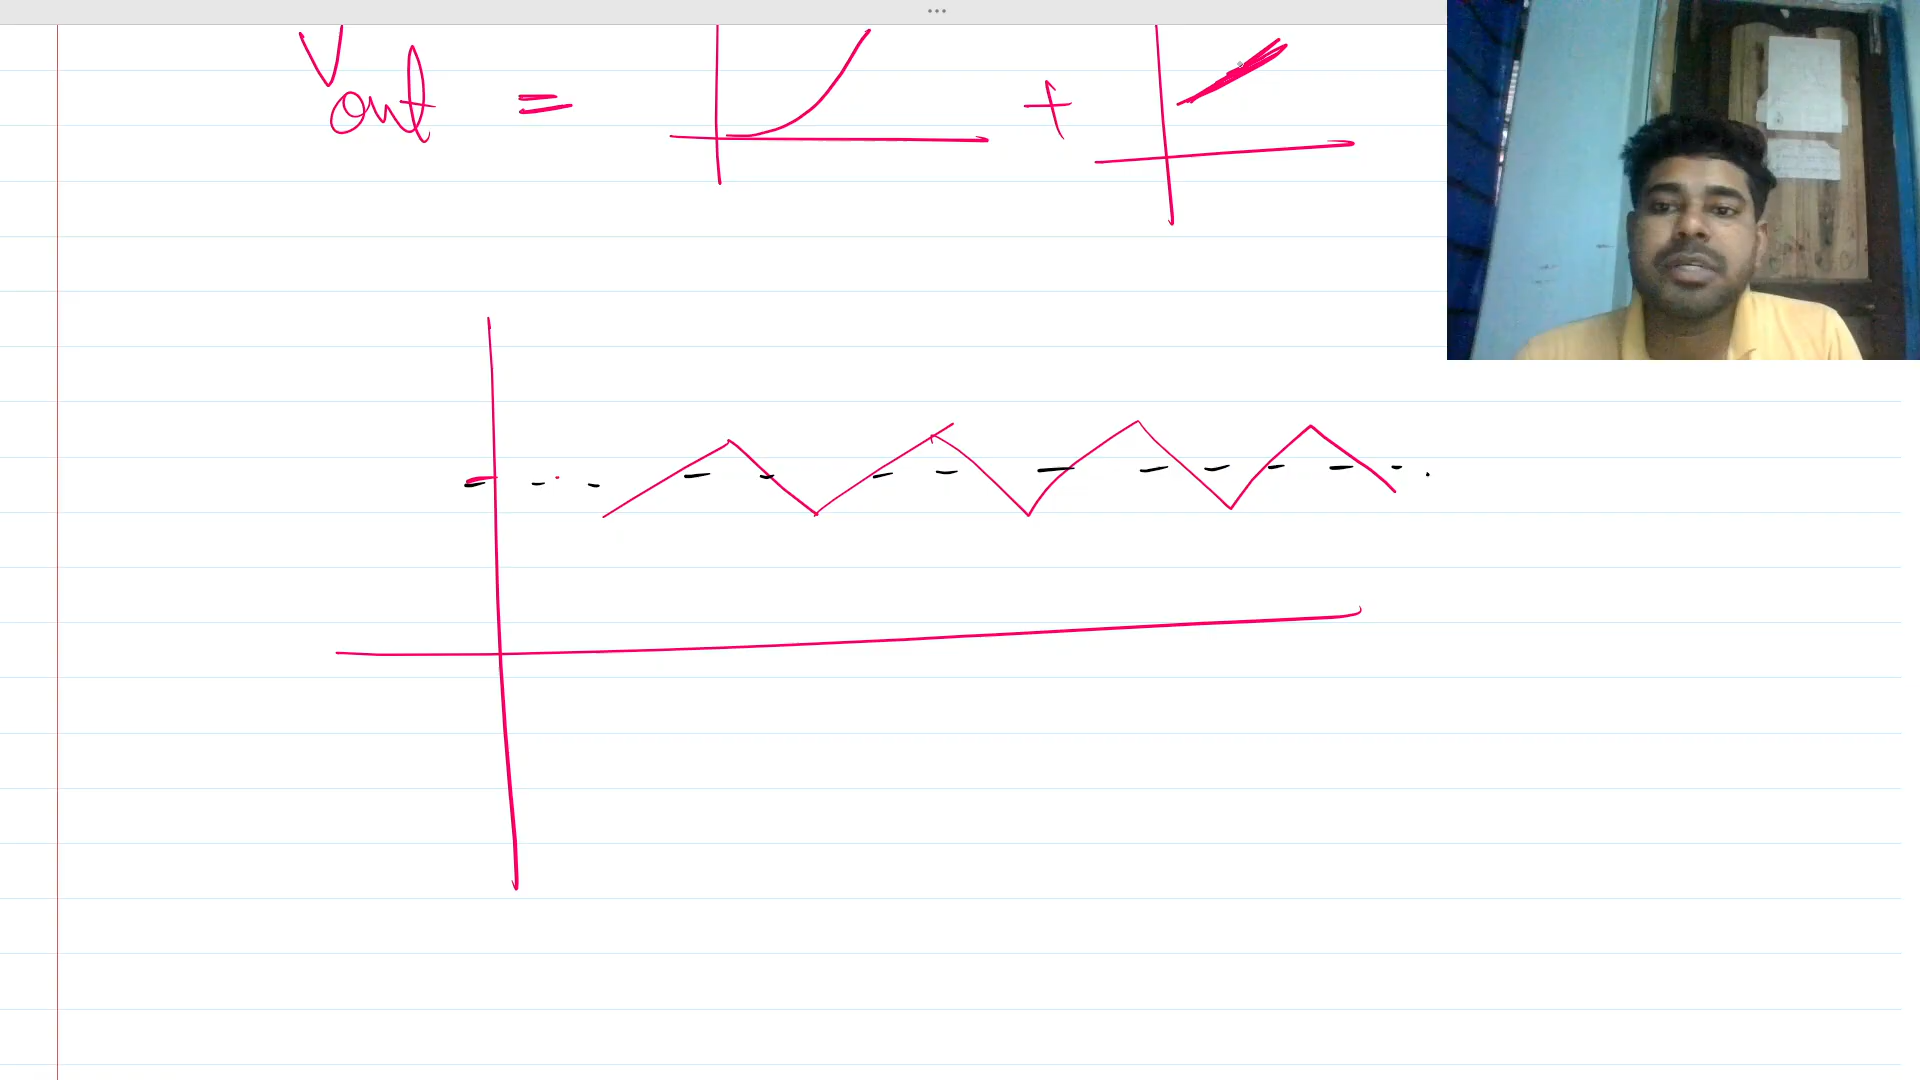 Vout = +